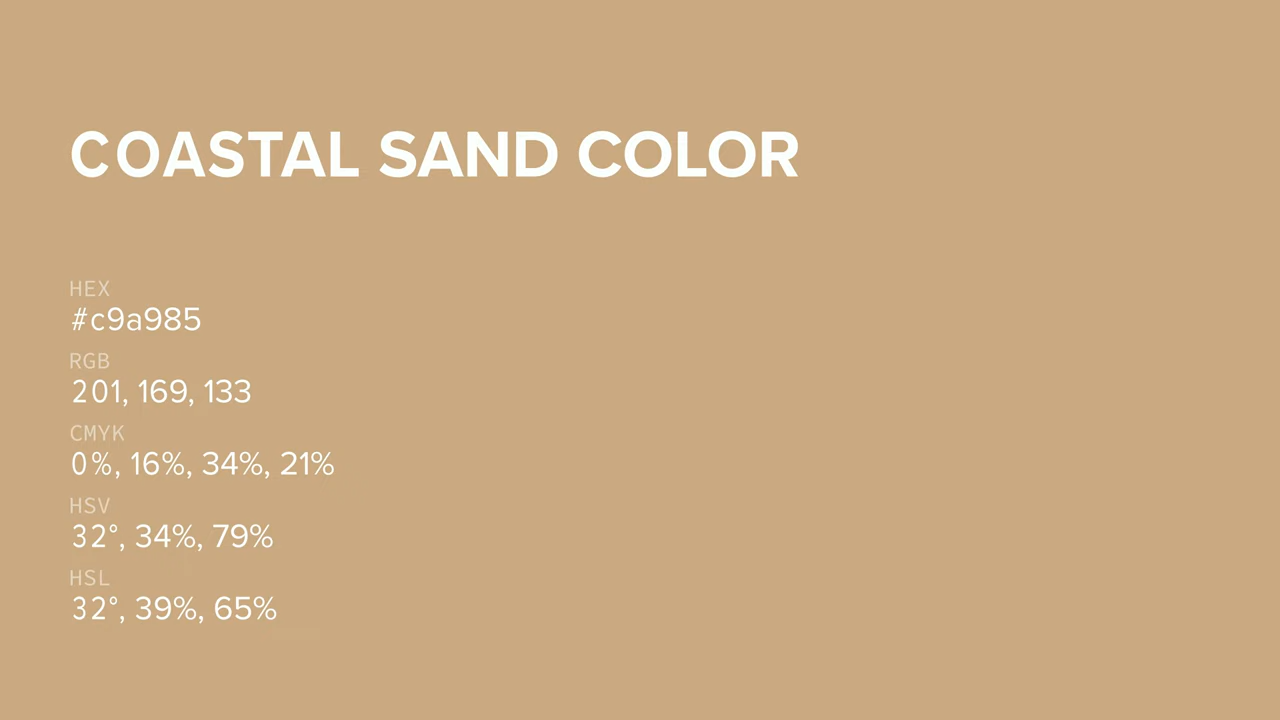 COASTAL SAND COLOR
HEX
#c9a985
RGB
201, 169, 133
CMYK
0%, 16%, 34%, 21%
HSV
32°, 34%, 79%
HSL
32°, 39%, 65%